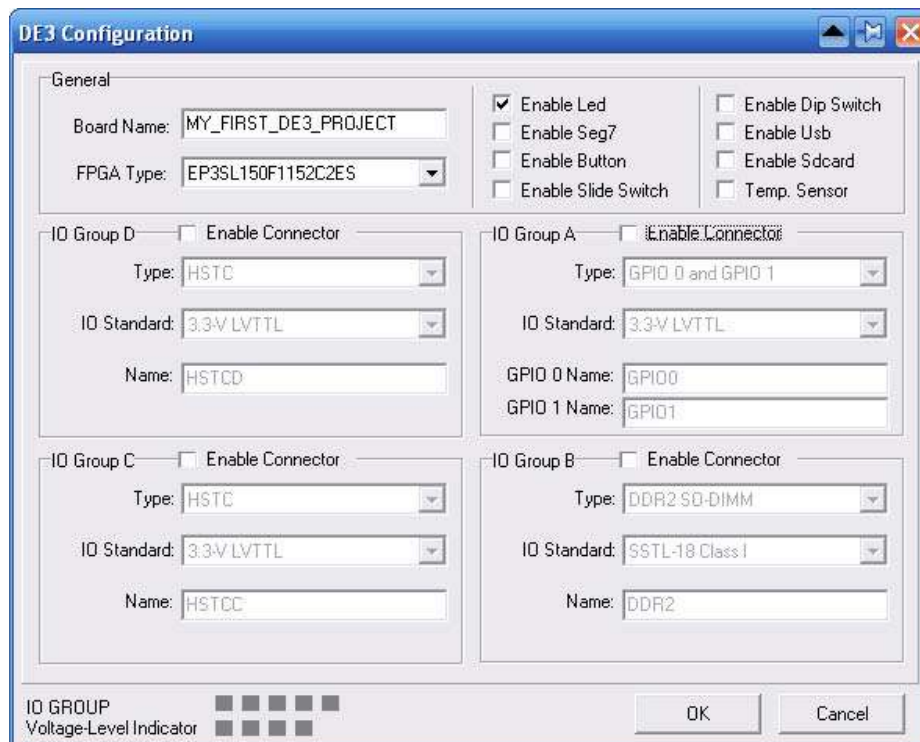 DE3 Configuration
General
Board Name: MY_FIRST_DE3_PROJECT
FPGA Type: EP3SL150F1152C2ES
Enable Led
Enable Seg7
Enable Button
Enable Slide Switch
Enable Dip Switch
Enable Usb
Enable Sdcard
Temp. Sensor
IO Group D Enable Connector
Type: HSTC
IO Standard: 3.3-V LVTTL
Name: HSTCD
IO Group A Enable Connector
Type: GPIO 0 and GPIO 1
IO Standard: 3.3-V LVTTL
GPIO 0 Name: GPIO0
GPIO 1 Name: GPIO1
IO Group C Enable Connector
Type: HSTC
IO Standard: 3.3-V LVTTL
Name: HSTCC
IO Group B Enable Connector
Type: DDR2 SO-DIMM
IO Standard: SSTL-18 Class I
Name: DDR2
IO GROUP
Voltage-Level Indicator
OK
Cancel